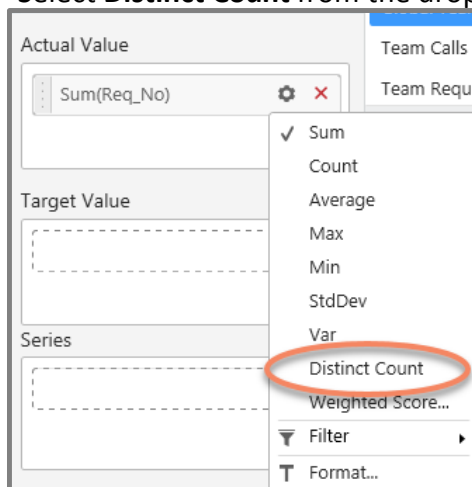 Select Distinct Count from the drop
Actual Value
Team Calls
Sum(Req_No)
Team Requ
Sum
Count
Average
Target Value
Max
Min
StdDev
Series
Var
Distinct Count
Weighted Score...
Filter
Format...